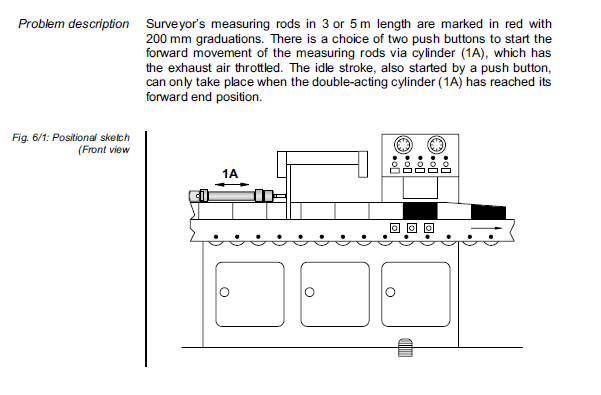 Problem description
Surveyor's measuring rods in 3 or 5 m length are marked in red with
200 mm graduations. There is a choice of two push buttons to start the
forward movement of the measuring rods via cylinder (1A), which has
the exhaust air throttled. The idle stroke, also started by a push button,
can only take place when the double-acting cylinder (1A) has reached its
forward end position.
Fig. 6/1: Positional sketch
(Front view
1A